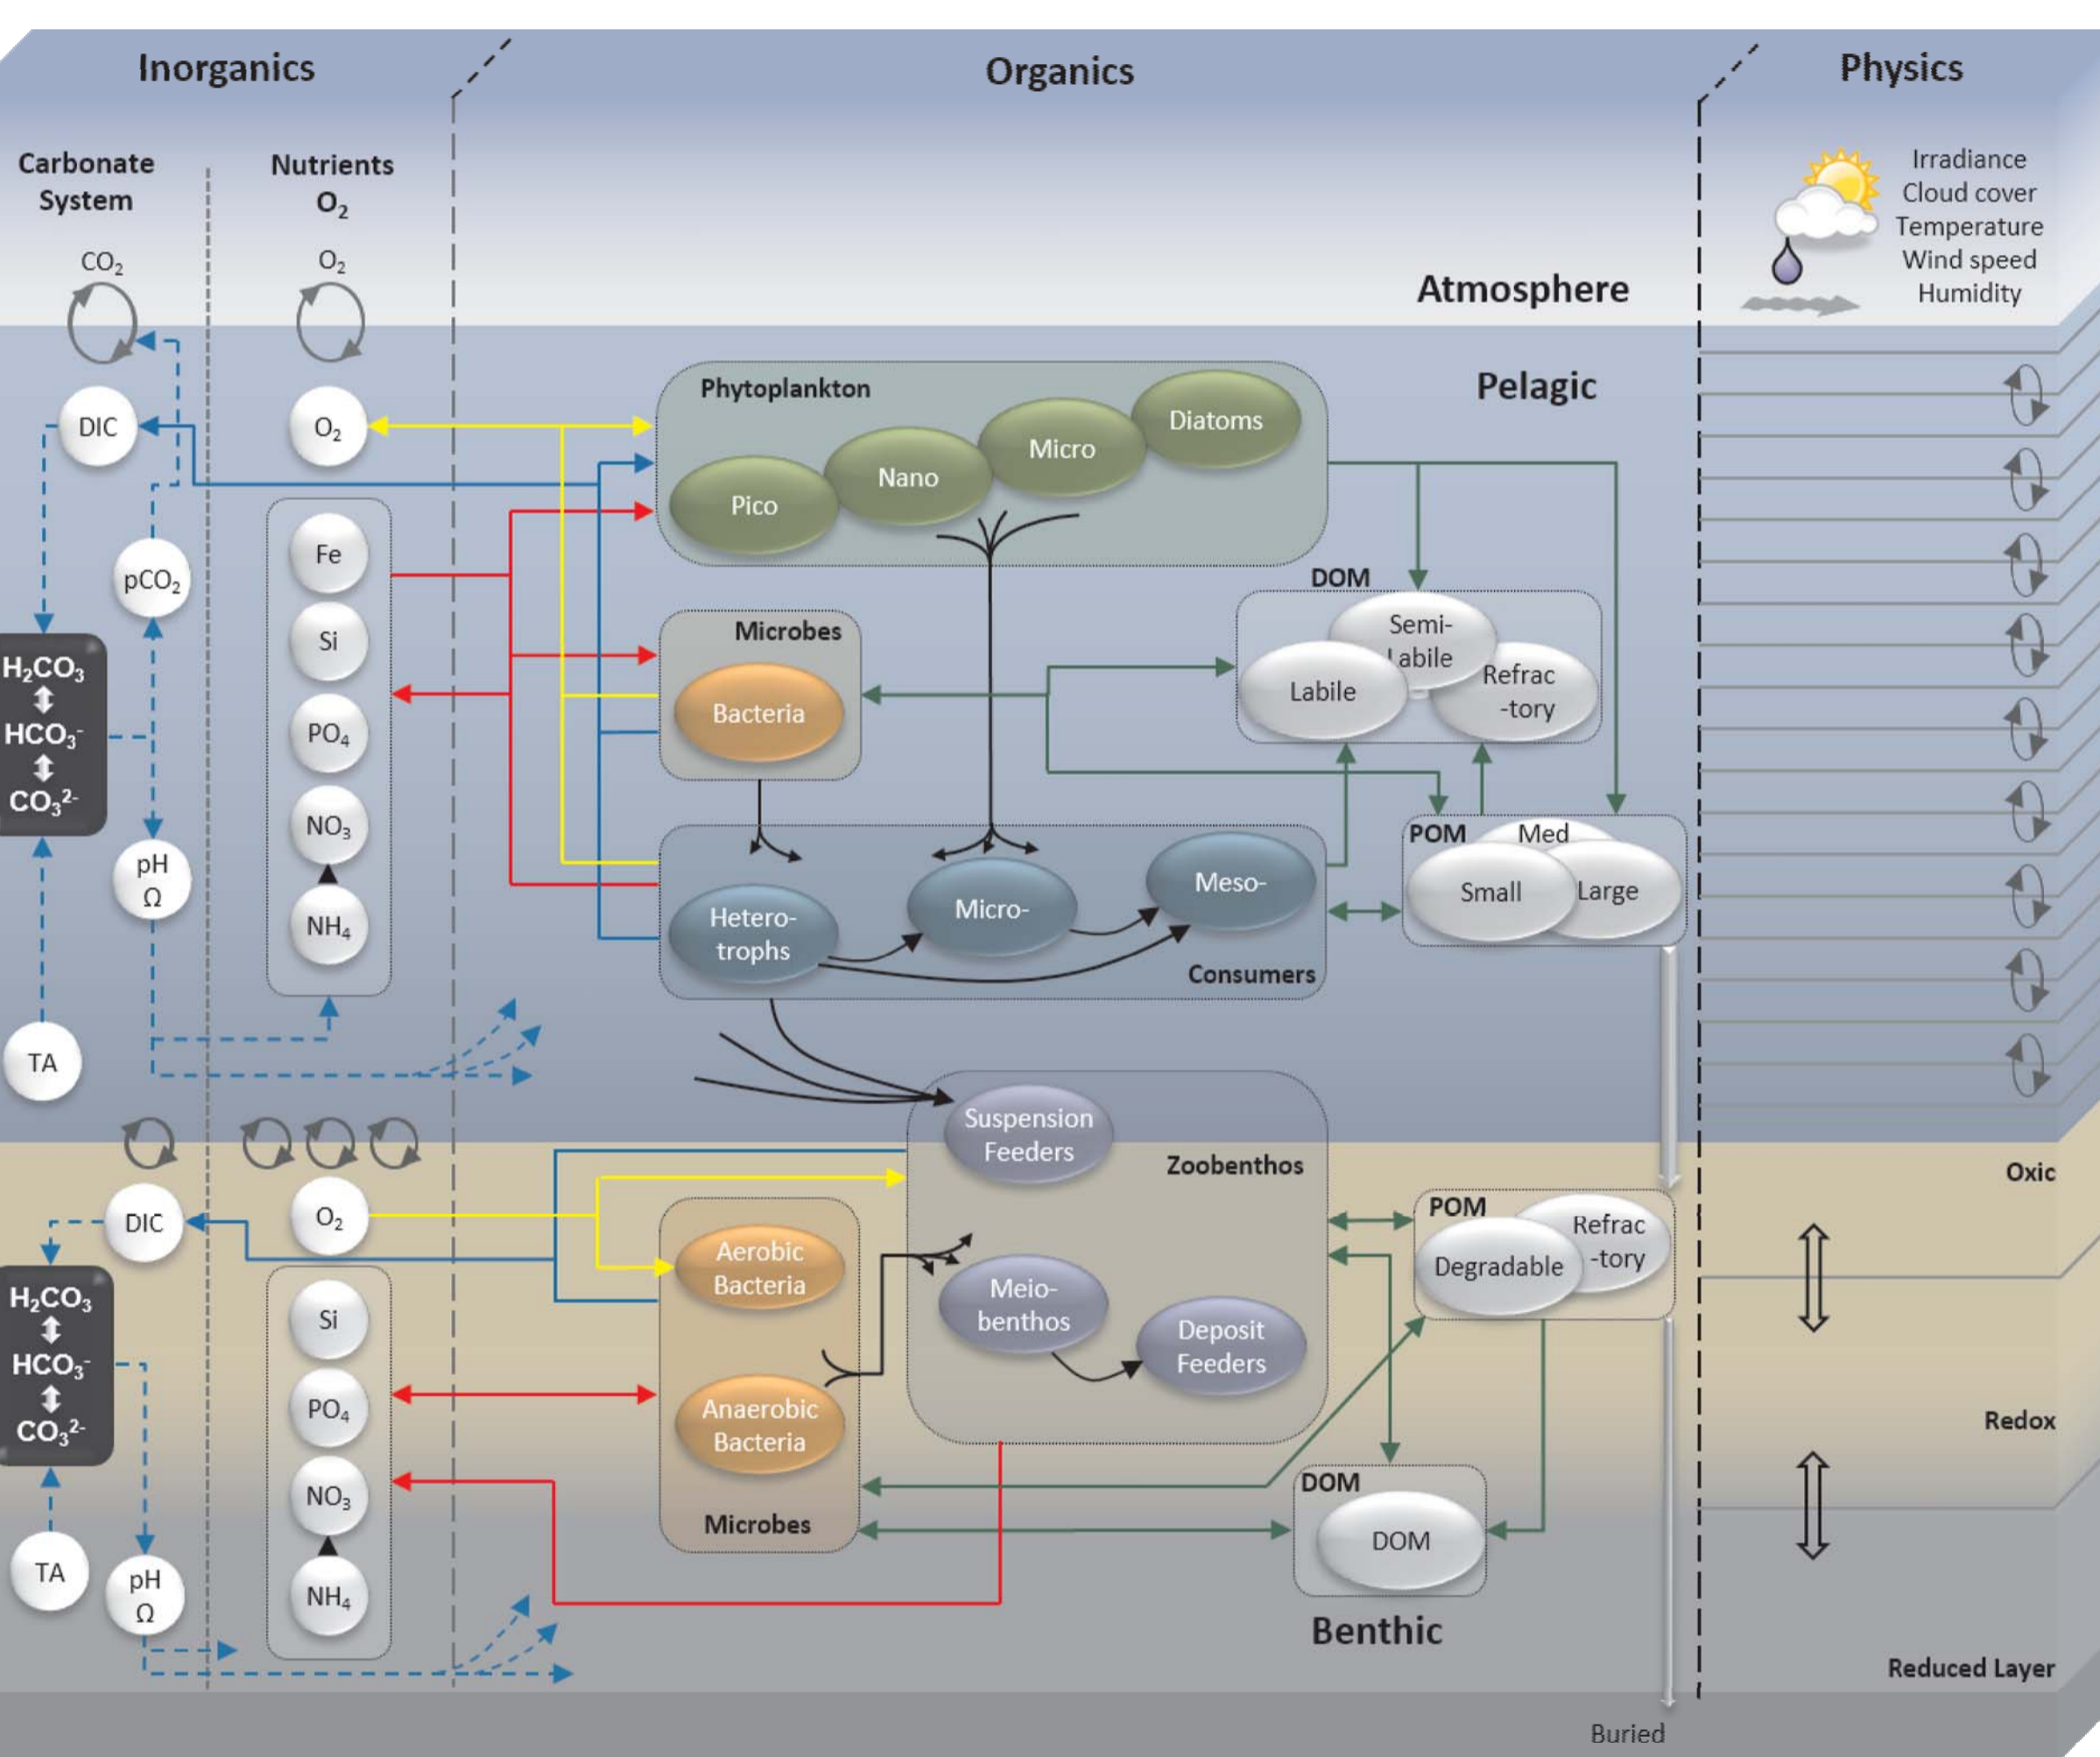 Inorganics
Organics
Physics
Carbonate
System
Nutrients
O₂
CO₂
O₂
Irradiance
Cloud cover
Temperature
Wind speed
Humidity
Atmosphere
Pelagic
DIC
O₂
Phytoplankton
Pico
Nano
Micro
Diatoms
Fe
Si
PO₄
NO₃
NH₄
pCO₂
H₂CO₃
HCO₃⁻
CO₃²⁻
pH
Ω
TA
Microbes
Bacteria
DOM
Semi-
Labile
Labile
Refrac
-tory
POM
Med
Small
Large
Hetero-
trophs
Micro-
Meso-
Consumers
Suspension
Feeders
Zoobenthos
Oxic
DIC
O₂
H₂CO₃
HCO₃⁻
CO₃²⁻
Si
PO₄
NO₃
NH₄
TA
pH
Ω
Aerobic
Bacteria
Anaerobic
Bacteria
Microbes
Meio-
benthos
Deposit
Feeders
POM
Refrac
-tory
Degradable
DOM
DOM
Redox
Benthic
Reduced Layer
Buried